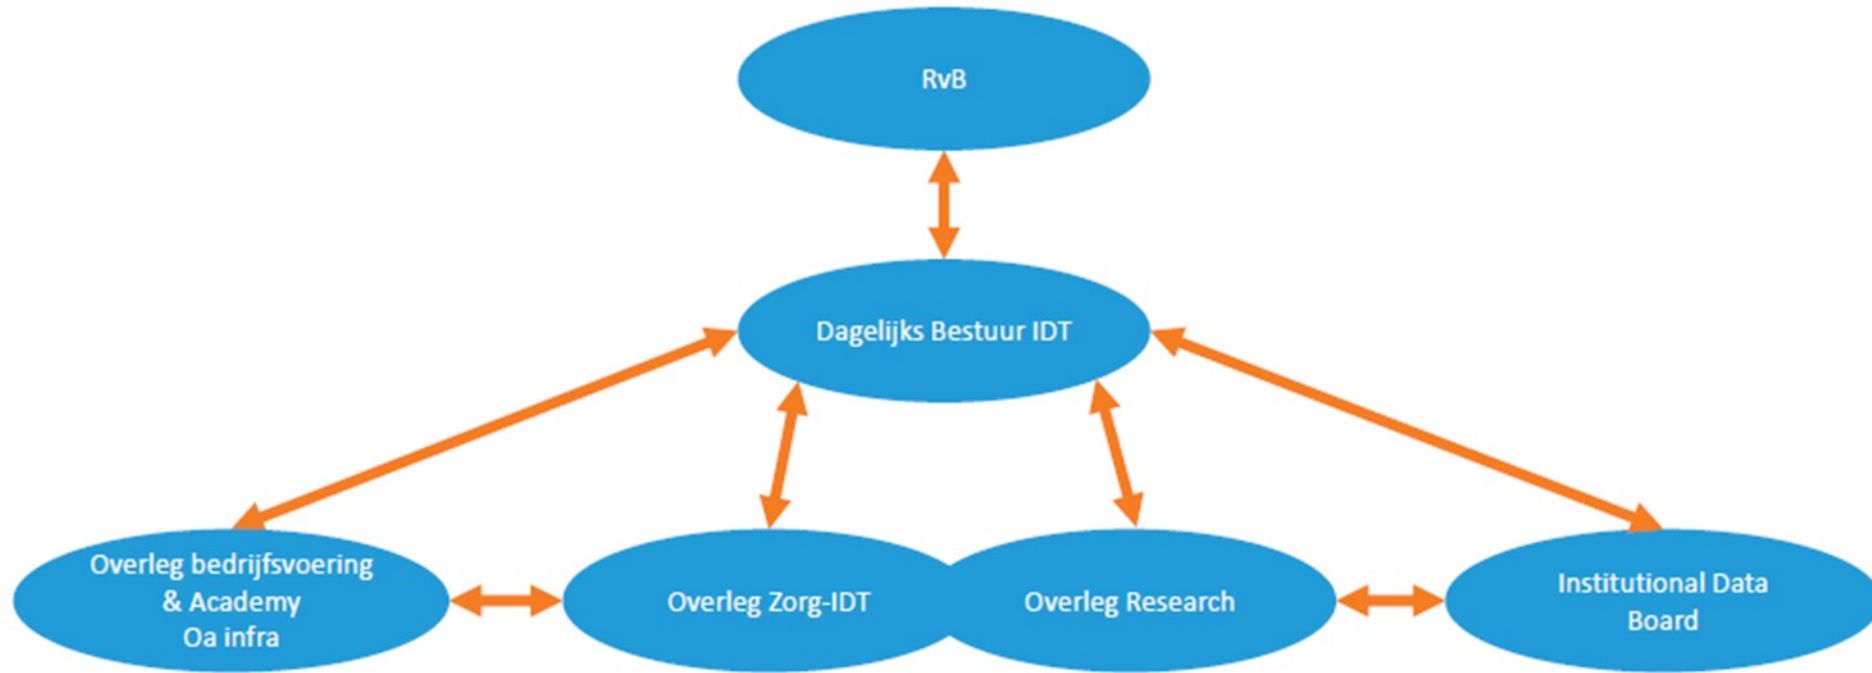 RvB
Dagelijks Bestuur IDT
Overleg bedrijfsvoering
& Academy
Oa infra
Overleg Zorg-IDT
Overleg Research
Institutional Data
Board